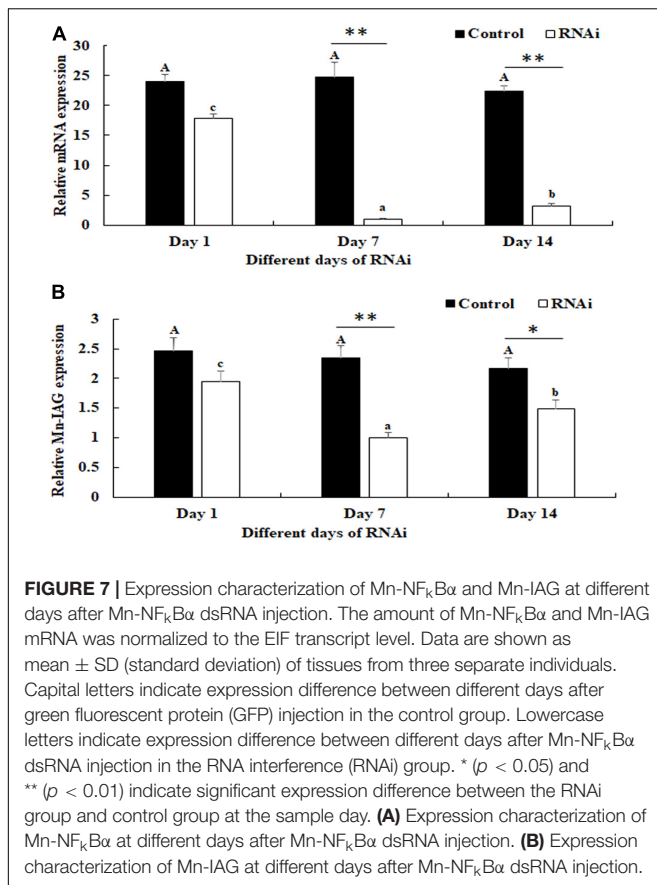 A
Control RNAi
Relative mRNA expression
30
25
20
15
10
5
0
A
c
**
A
a
**
A
b
Day 1 Day 7 Day 14
Different days of RNAi
B
Control RNAi
Relative Mn-IAG expression
3
2.5
2
1.5
1
0.5
0
A
c
**
A
a
*
A
b
Day 1 Day 7 Day 14
Different days of RNAi
FIGURE 7 | Expression characterization of Mn-NFκBα and Mn-IAG at different
days after Mn-NFκBα dsRNA injection. The amount of Mn-NFκBα and Mn-IAG
mRNA was normalized to the EIF transcript level. Data are shown as
mean ± SD (standard deviation) of tissues from three separate individuals.
Capital letters indicate expression difference between different days after
green fluorescent protein (GFP) injection in the control group. Lowercase
letters indicate expression difference between different days after Mn-NFκBα
dsRNA injection in the RNA interference (RNAi) group. * (p < 0.05) and
** (p < 0.01) indicate significant expression difference between the RNAi
group and control group at the sample day. (A) Expression characterization of
Mn-NFκBα at different days after Mn-NFκBα dsRNA injection. (B) Expression
characterization of Mn-IAG at different days after Mn-NFκBα dsRNA injection.